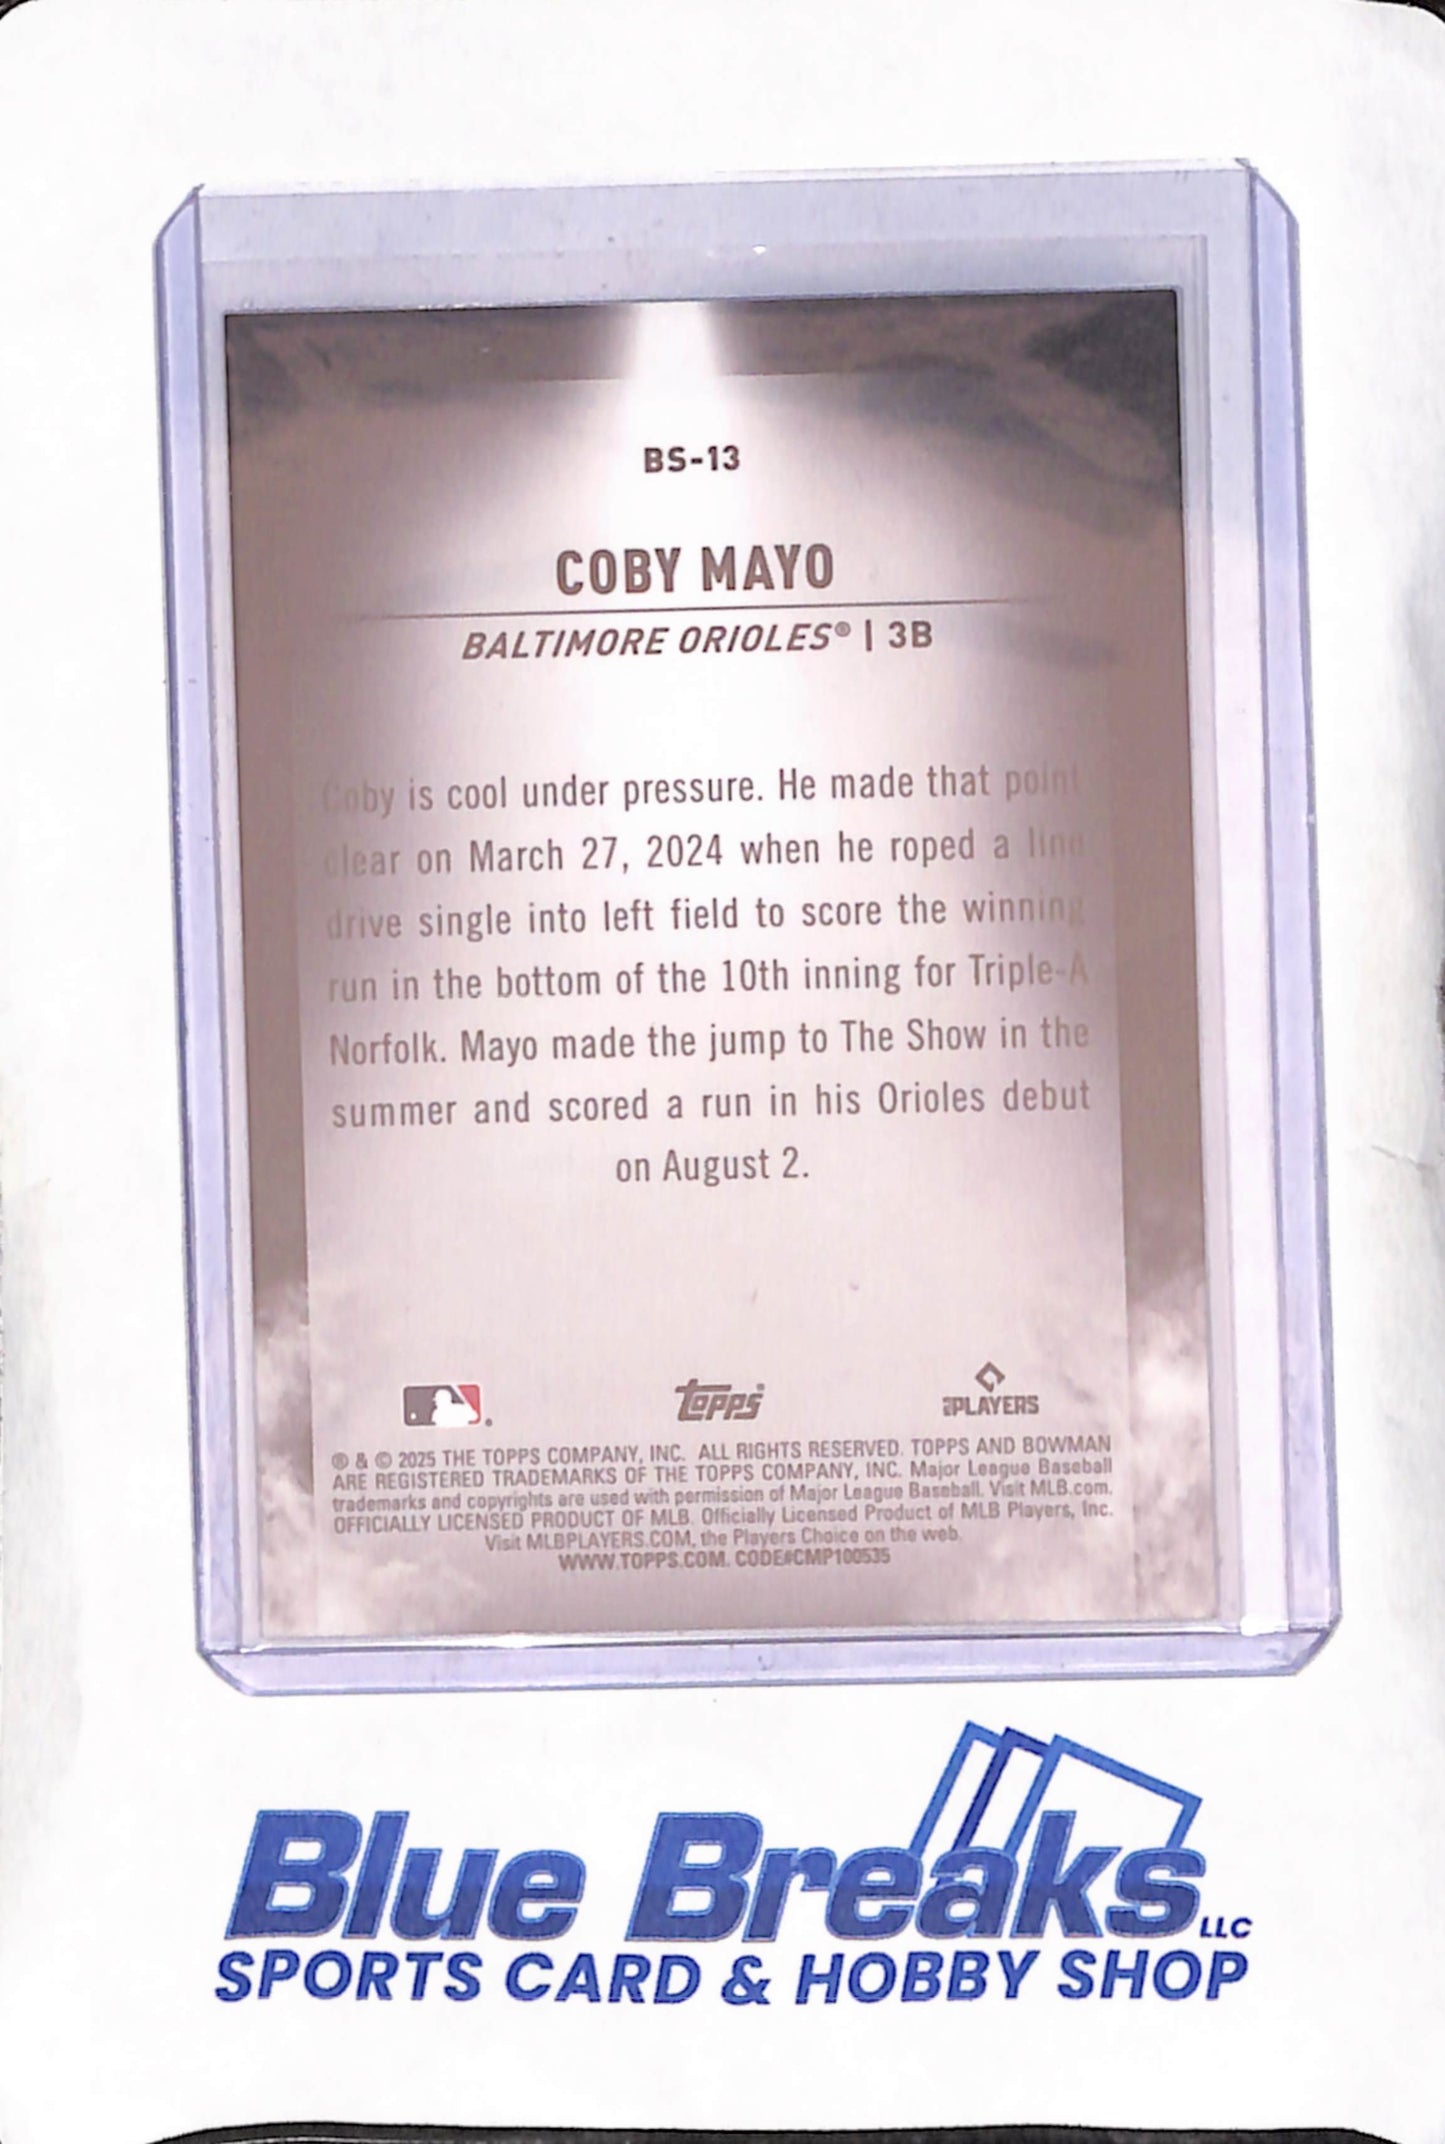 BS-13
COBY MAYO
BALTIMORE ORIOLES® | 3B
Coby is cool under pressure. He made that point
clear on March 27, 2024 when he roped a line
drive single into left field to score the winning
run in the bottom of the 10th inning for Triple-A
Norfolk. Mayo made the jump to The Show in the
summer and scored a run in his Orioles debut
on August 2.
topps
PLAYERS
® & © 2025 THE TOPPS COMPANY, INC. ALL RIGHTS RESERVED. TOPPS AND BOWMAN
ARE REGISTERED TRADEMARKS OF THE TOPPS COMPANY, INC. Major League Baseball
trademarks and copyrights are used with permission of Major League Baseball. Visit MLB.com.
OFFICIALLY LICENSED PRODUCT OF MLB. Officially Licensed Product of MLB Players, Inc.
Visit MLBPLAYERS.COM, the Players Choice on the web.
WWW.TOPPS.COM. CODE#CMP100535
Blue Breaks LLC
SPORTS CARD & HOBBY SHOP